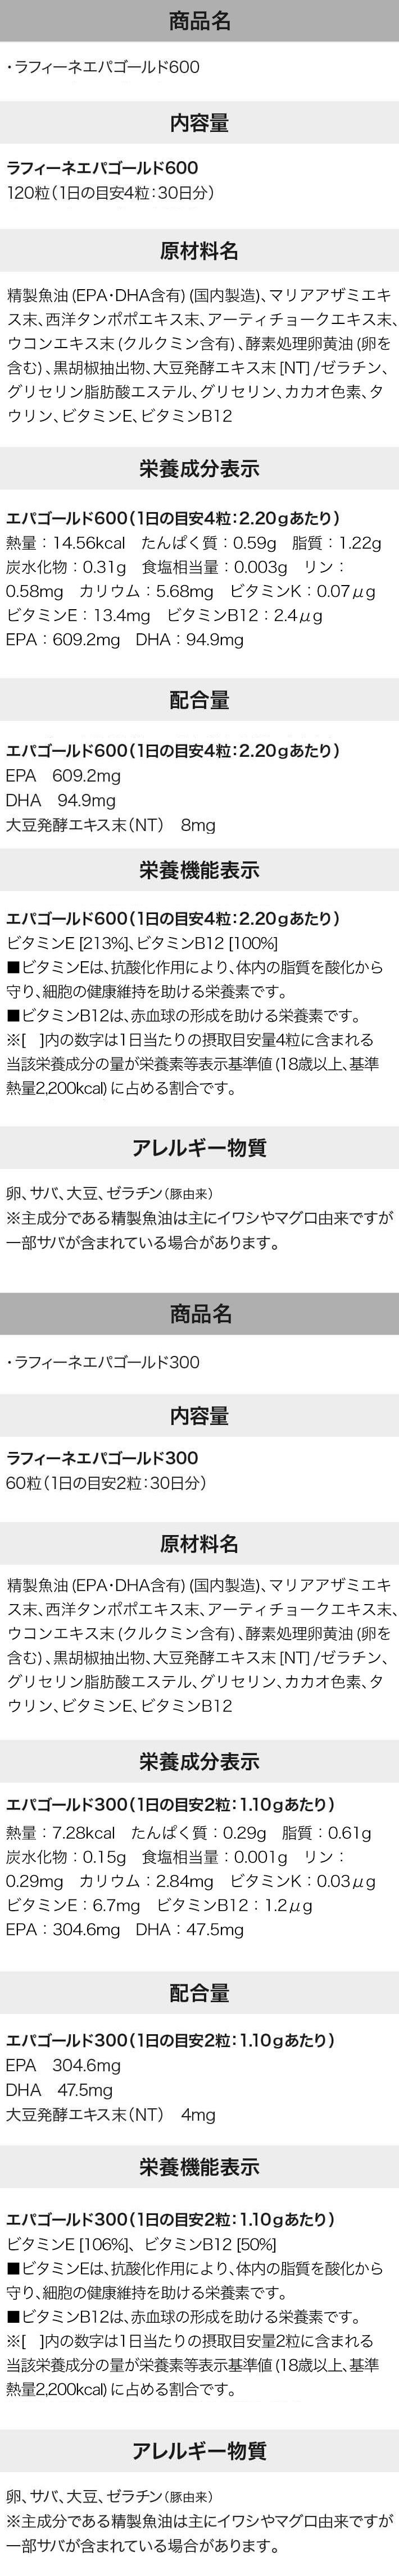 商品名
・ラフィーネエパゴールド600
内容量
ラフィーネエパゴールド600
120粒（1日の目安4粒：30日分）
原材料名
精製魚油(EPA・DHA含有)(国内製造)、マリアアザミエキ
ス末、西洋タンポポエキス末、アーティチョークエキス末、
ウコンエキス末(クルクミン含有)、酵素処理卵黄油(卵を
含む)、黒胡椒抽出物、大豆発酵エキス末[NT]/ゼラチン、
グリセリン脂肪酸エステル、グリセリン、カカオ色素、タ
ウリン、ビタミンE、ビタミンB12
栄養成分表示
エパゴールド600（1日の目安4粒：2.20gあたり）
熱量：14.56kcal　たんぱく質：0.59g　脂質：1.22g
炭水化物：0.31g　食塩相当量：0.003g　リン：
0.58mg　カリウム：5.68mg　ビタミンK：0.07μg
ビタミンE：13.4mg　ビタミンB12：2.4μg
EPA：609.2mg　DHA：94.9mg
配合量
エパゴールド600（1日の目安4粒：2.20gあたり）
EPA　609.2mg
DHA　94.9mg
大豆発酵エキス末（NT）　8mg
栄養機能表示
エパゴールド600（1日の目安4粒：2.20gあたり）
ビタミンE [213%]、ビタミンB12 [100%]
■ビタミンEは、抗酸化作用により、体内の脂質を酸化から
守り、細胞の健康維持を助ける栄養素です。
■ビタミンB12は、赤血球の形成を助ける栄養素です。
※[　]内の数字は1日当たりの摂取目安量4粒に含まれる
当該栄養成分の量が栄養素等表示基準値(18歳以上、基準
熱量2,200kcal)に占める割合です。
アレルギー物質
卵、サバ、大豆、ゼラチン（豚由来）
※主成分である精製魚油は主にイワシやマグロ由来ですが
一部サバが含まれている場合があります。
商品名
・ラフィーネエパゴールド300
内容量
ラフィーネエパゴールド300
60粒（1日の目安2粒：30日分）
原材料名
精製魚油(EPA・DHA含有)(国内製造)、マリアアザミエキ
ス末、西洋タンポポエキス末、アーティチョークエキス末、
ウコンエキス末(クルクミン含有)、酵素処理卵黄油(卵を
含む)、黒胡椒抽出物、大豆発酵エキス末[NT]/ゼラチン、
グリセリン脂肪酸エステル、グリセリン、カカオ色素、タ
ウリン、ビタミンE、ビタミンB12
栄養成分表示
エパゴールド300（1日の目安2粒：1.10gあたり）
熱量：7.28kcal　たんぱく質：0.29g　脂質：0.61g
炭水化物：0.15g　食塩相当量：0.001g　リン：
0.29mg　カリウム：2.84mg　ビタミンK：0.03μg
ビタミンE：6.7mg　ビタミンB12：1.2μg
EPA：304.6mg　DHA：47.5mg
配合量
エパゴールド300（1日の目安2粒：1.10gあたり）
EPA　304.6mg
DHA　47.5mg
大豆発酵エキス末（NT）　4mg
栄養機能表示
エパゴールド300（1日の目安2粒：1.10gあたり）
ビタミンE [106%]、ビタミンB12 [50%]
■ビタミンEは、抗酸化作用により、体内の脂質を酸化から
守り、細胞の健康維持を助ける栄養素です。
■ビタミンB12は、赤血球の形成を助ける栄養素です。
※[　]内の数字は1日当たりの摂取目安量2粒に含まれる
当該栄養成分の量が栄養素等表示基準値(18歳以上、基準
熱量2,200kcal)に占める割合です。
アレルギー物質
卵、サバ、大豆、ゼラチン（豚由来）
※主成分である精製魚油は主にイワシやマグロ由来ですが
一部サバが含まれている場合があります。